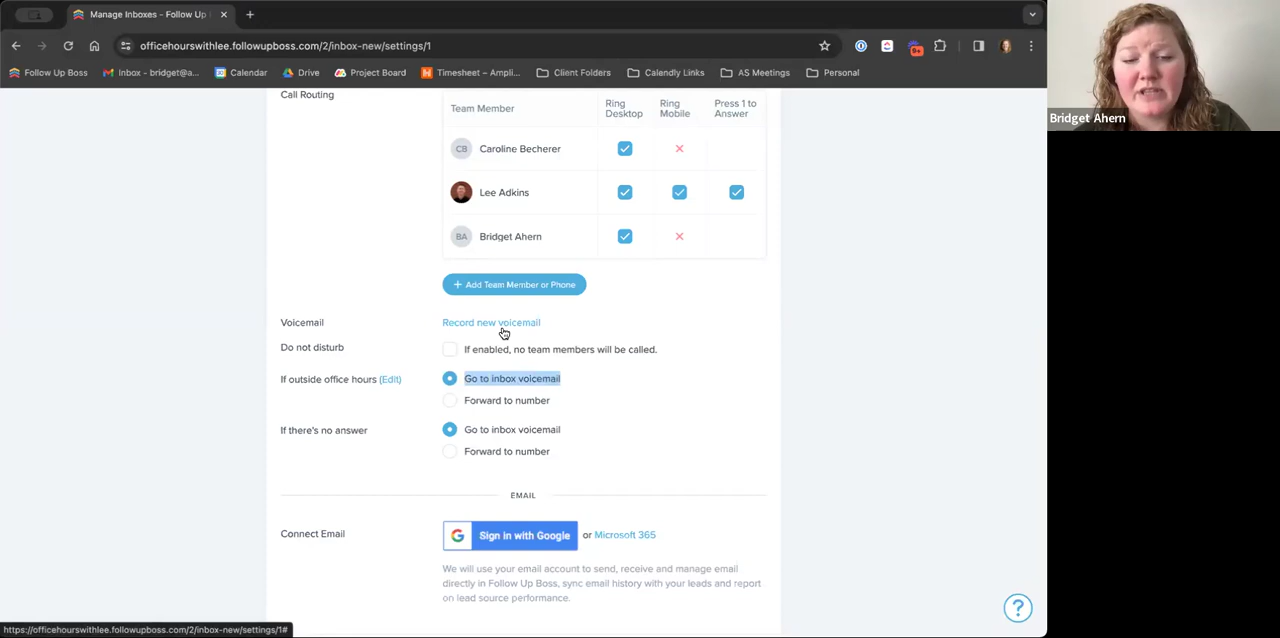 Manage Inboxes - Follow Up
officehourswithlee.followupboss.com/2/inbox-new/settings/1
9+
Follow Up Boss
Inbox - bridget@a...
Calendar
Drive
Project Board
Timesheet – Ampli...
Client Folders
Calendly Links
AS Meetings
Personal
Bridget Ahern
Call Routing
Team Member
Ring Desktop
Ring Mobile
Press 1 to Answer
CB Caroline Becherer
Lee Adkins
BA Bridget Ahern
+ Add Team Member or Phone
Voicemail
Record new voicemail
Do not disturb
If enabled, no team members will be called.
If outside office hours (Edit)
Go to inbox voicemail
Forward to number
If there's no answer
Go to inbox voicemail
Forward to number
EMAIL
Connect Email
G Sign in with Google or Microsoft 365
We will use your email account to send, receive and manage email
directly in Follow Up Boss, sync email history with your leads and report
on lead source performance.
?
https://officehourswithlee.followupboss.com/2/inbox-new/settings/1#